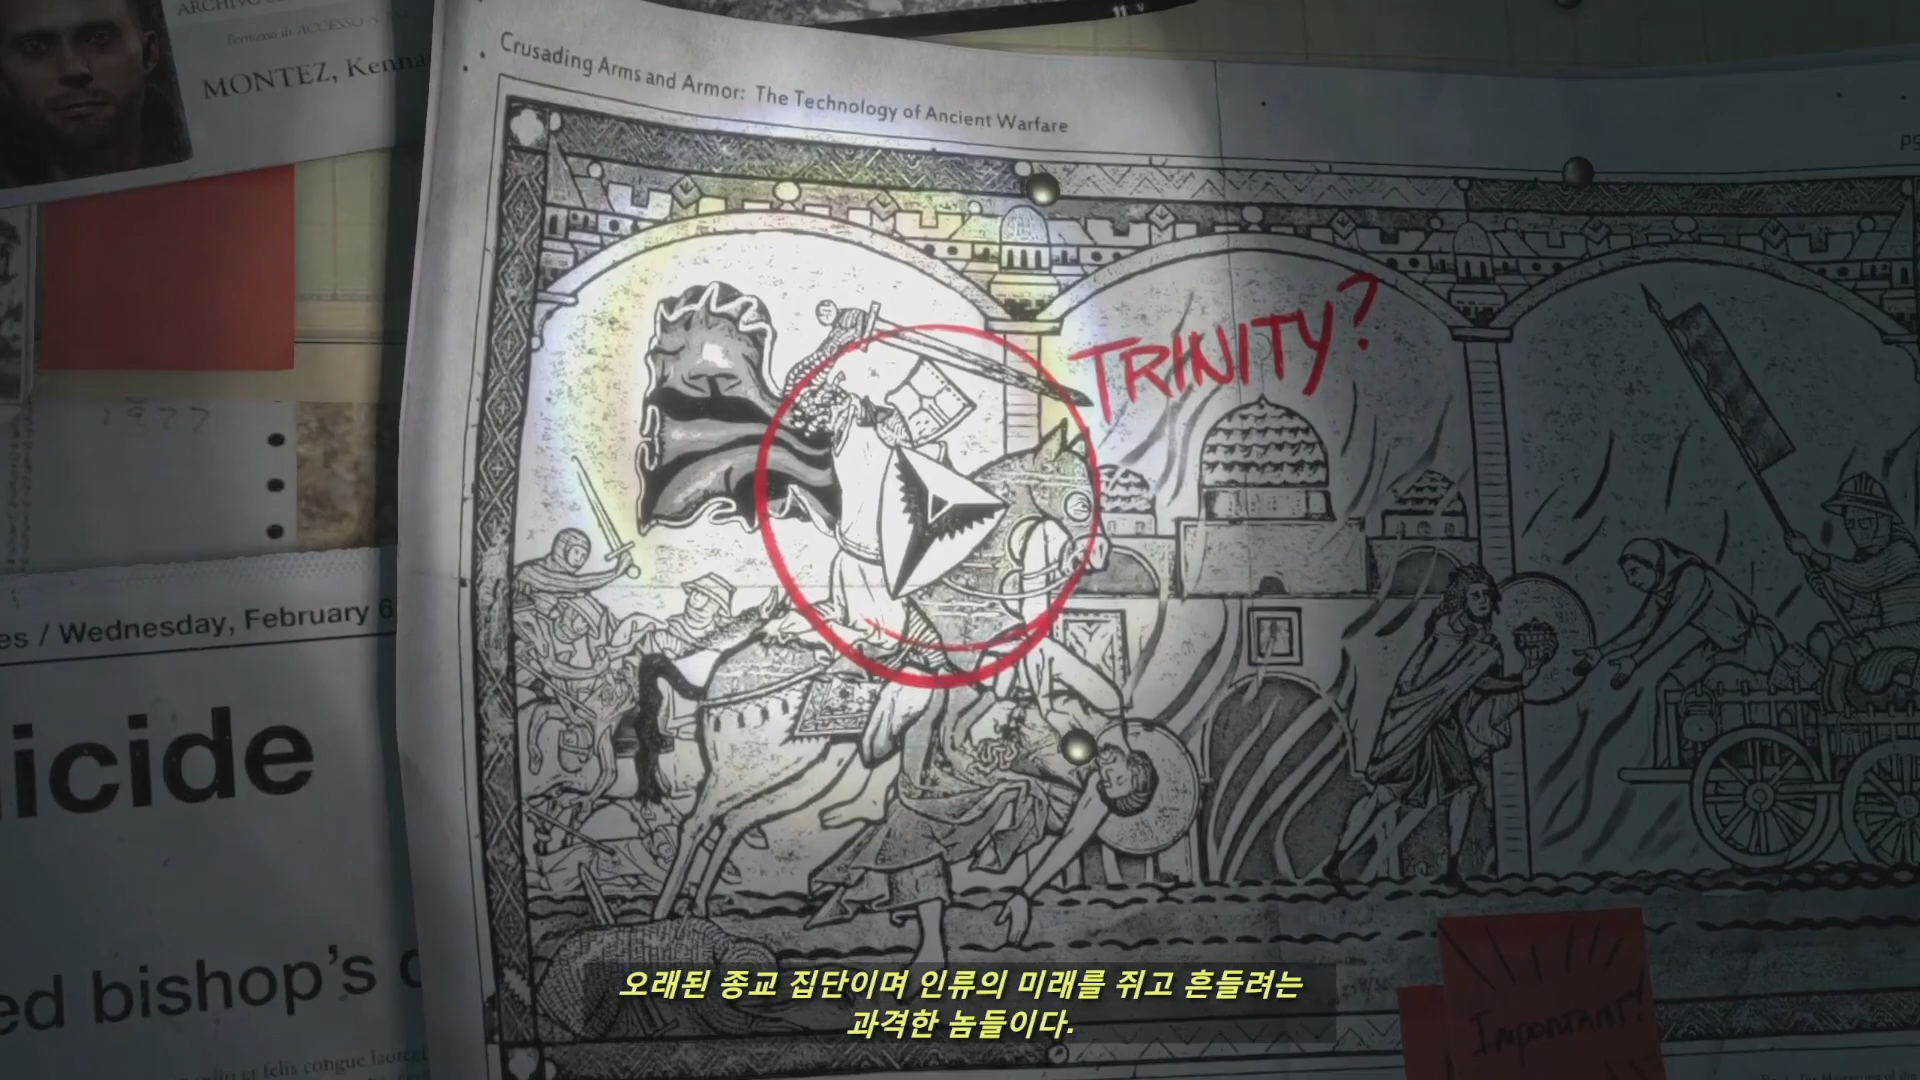 MONTEZ,
Crusading Arms and Armor: The Technology of Ancient Warfare
TRINITY?
1977
es / Wednesday, February 6
icide
ed bishop's
오래된 종교 집단이며 인류의 미래를 쥐고 흔들려는
과격한 놈들이다.
IMPORTANT!